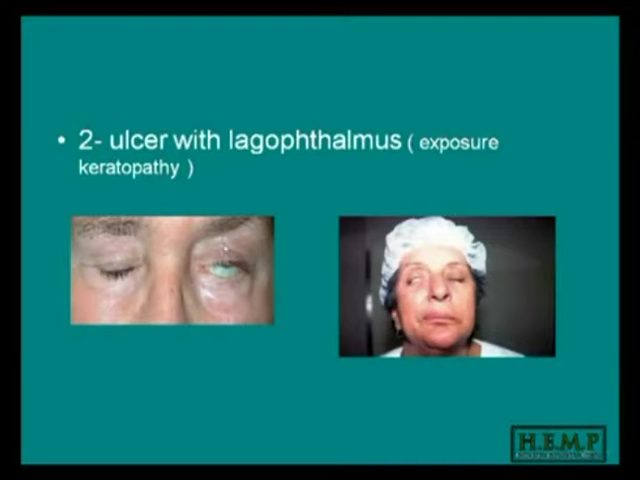 • 2- ulcer with lagophthalmus ( exposure
keratopathy )
H.E.M.P